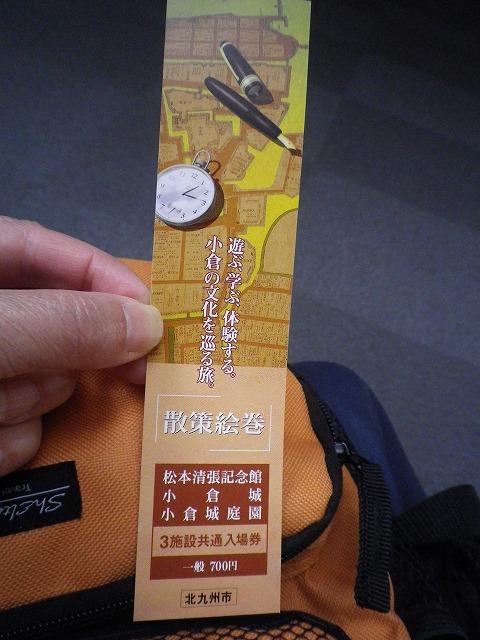 遊ぶ、学ぶ、体験する。
小倉の文化を巡る旅。
散策絵巻
松本清張記念館
小倉城
小倉城庭園
3施設共通入場券
一般 700円
北九州市
Travel